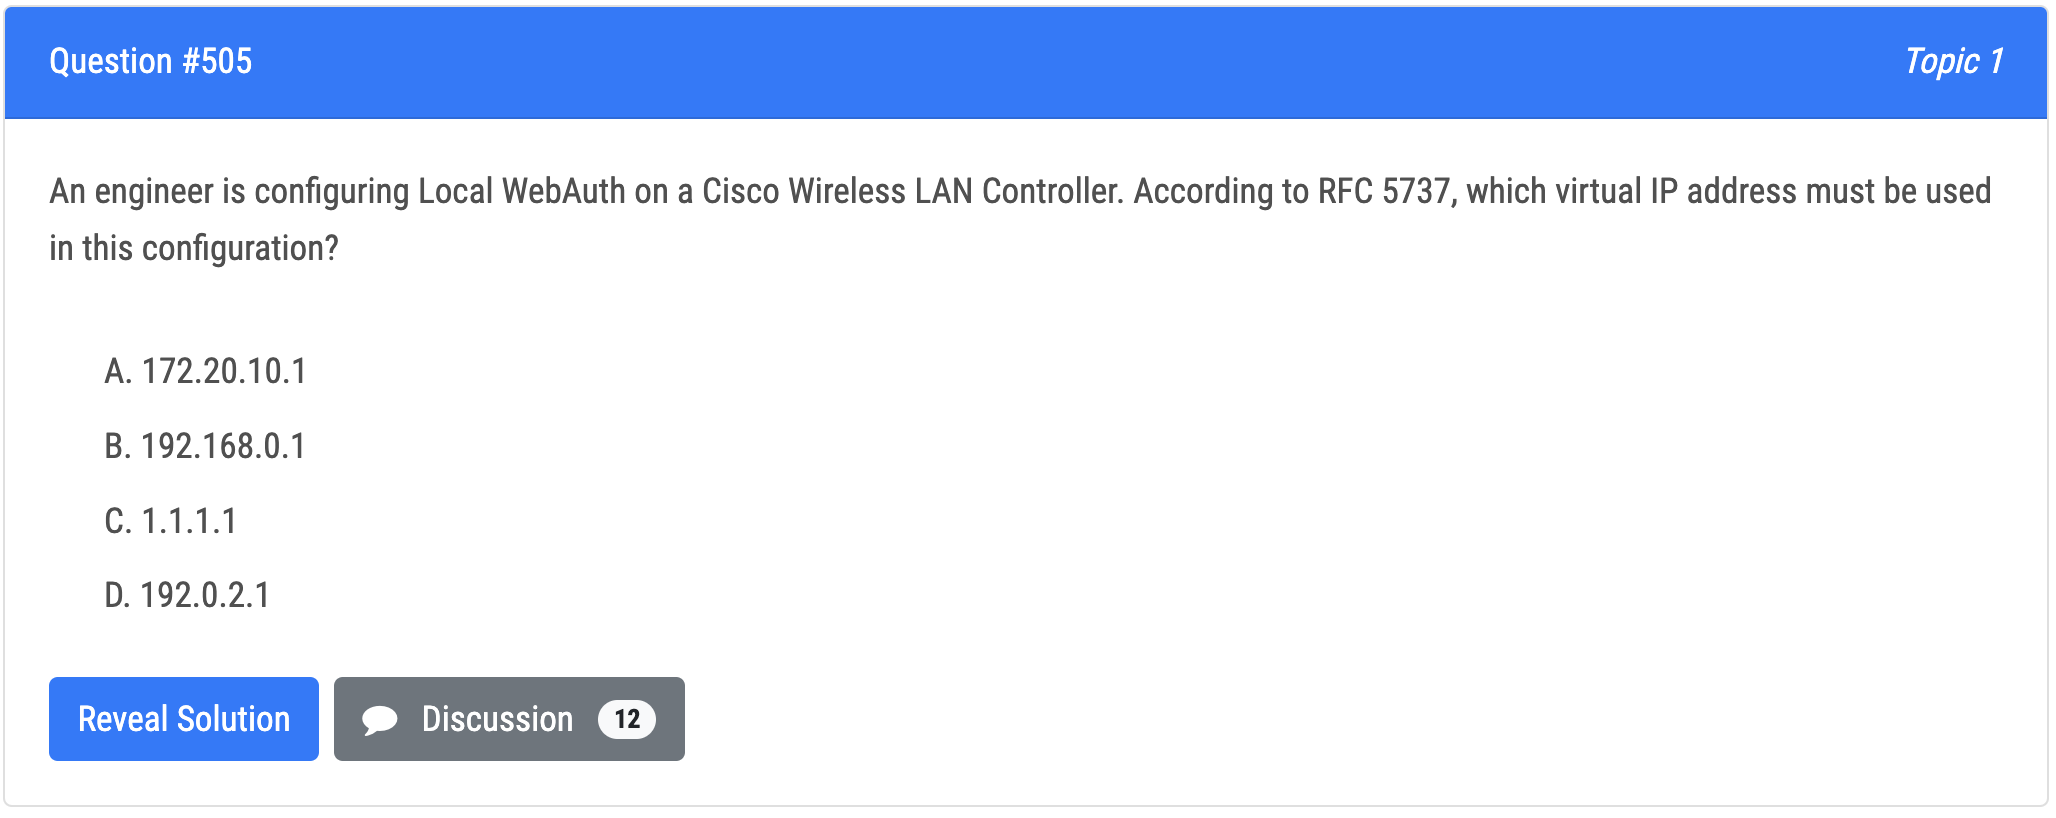 Question #505
Topic 1
An engineer is configuring Local WebAuth on a Cisco Wireless LAN Controller. According to RFC 5737, which virtual IP address must be used
in this configuration?
A. 172.20.10.1
B. 192.168.0.1
C. 1.1.1.1
D. 192.0.2.1
Reveal Solution
Discussion 12